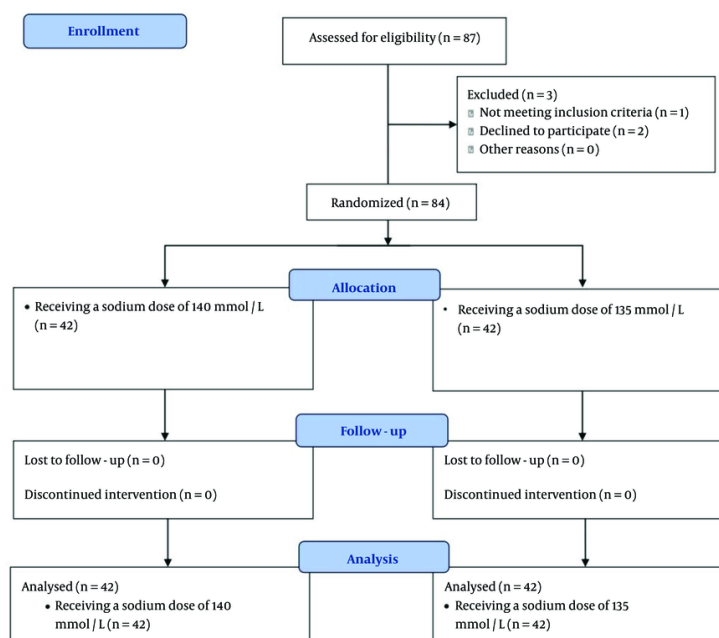 Enrollment
Assessed for eligibility (n = 87)
Excluded (n = 3)
Not meeting inclusion criteria (n = 1)
Declined to participate (n = 2)
Other reasons (n = 0)
Randomized (n = 84)
Allocation
• Receiving a sodium dose of 140 mmol / L
(n = 42)
• Receiving a sodium dose of 135 mmol / L
(n = 42)
Follow - up
Lost to follow - up (n = 0)
Discontinued intervention (n = 0)
Lost to follow - up (n = 0)
Discontinued intervention (n = 0)
Analysis
Analysed (n = 42)
• Receiving a sodium dose of 140
mmol / L (n = 42)
Analysed (n = 42)
• Receiving a sodium dose of 135
mmol / L (n = 42)